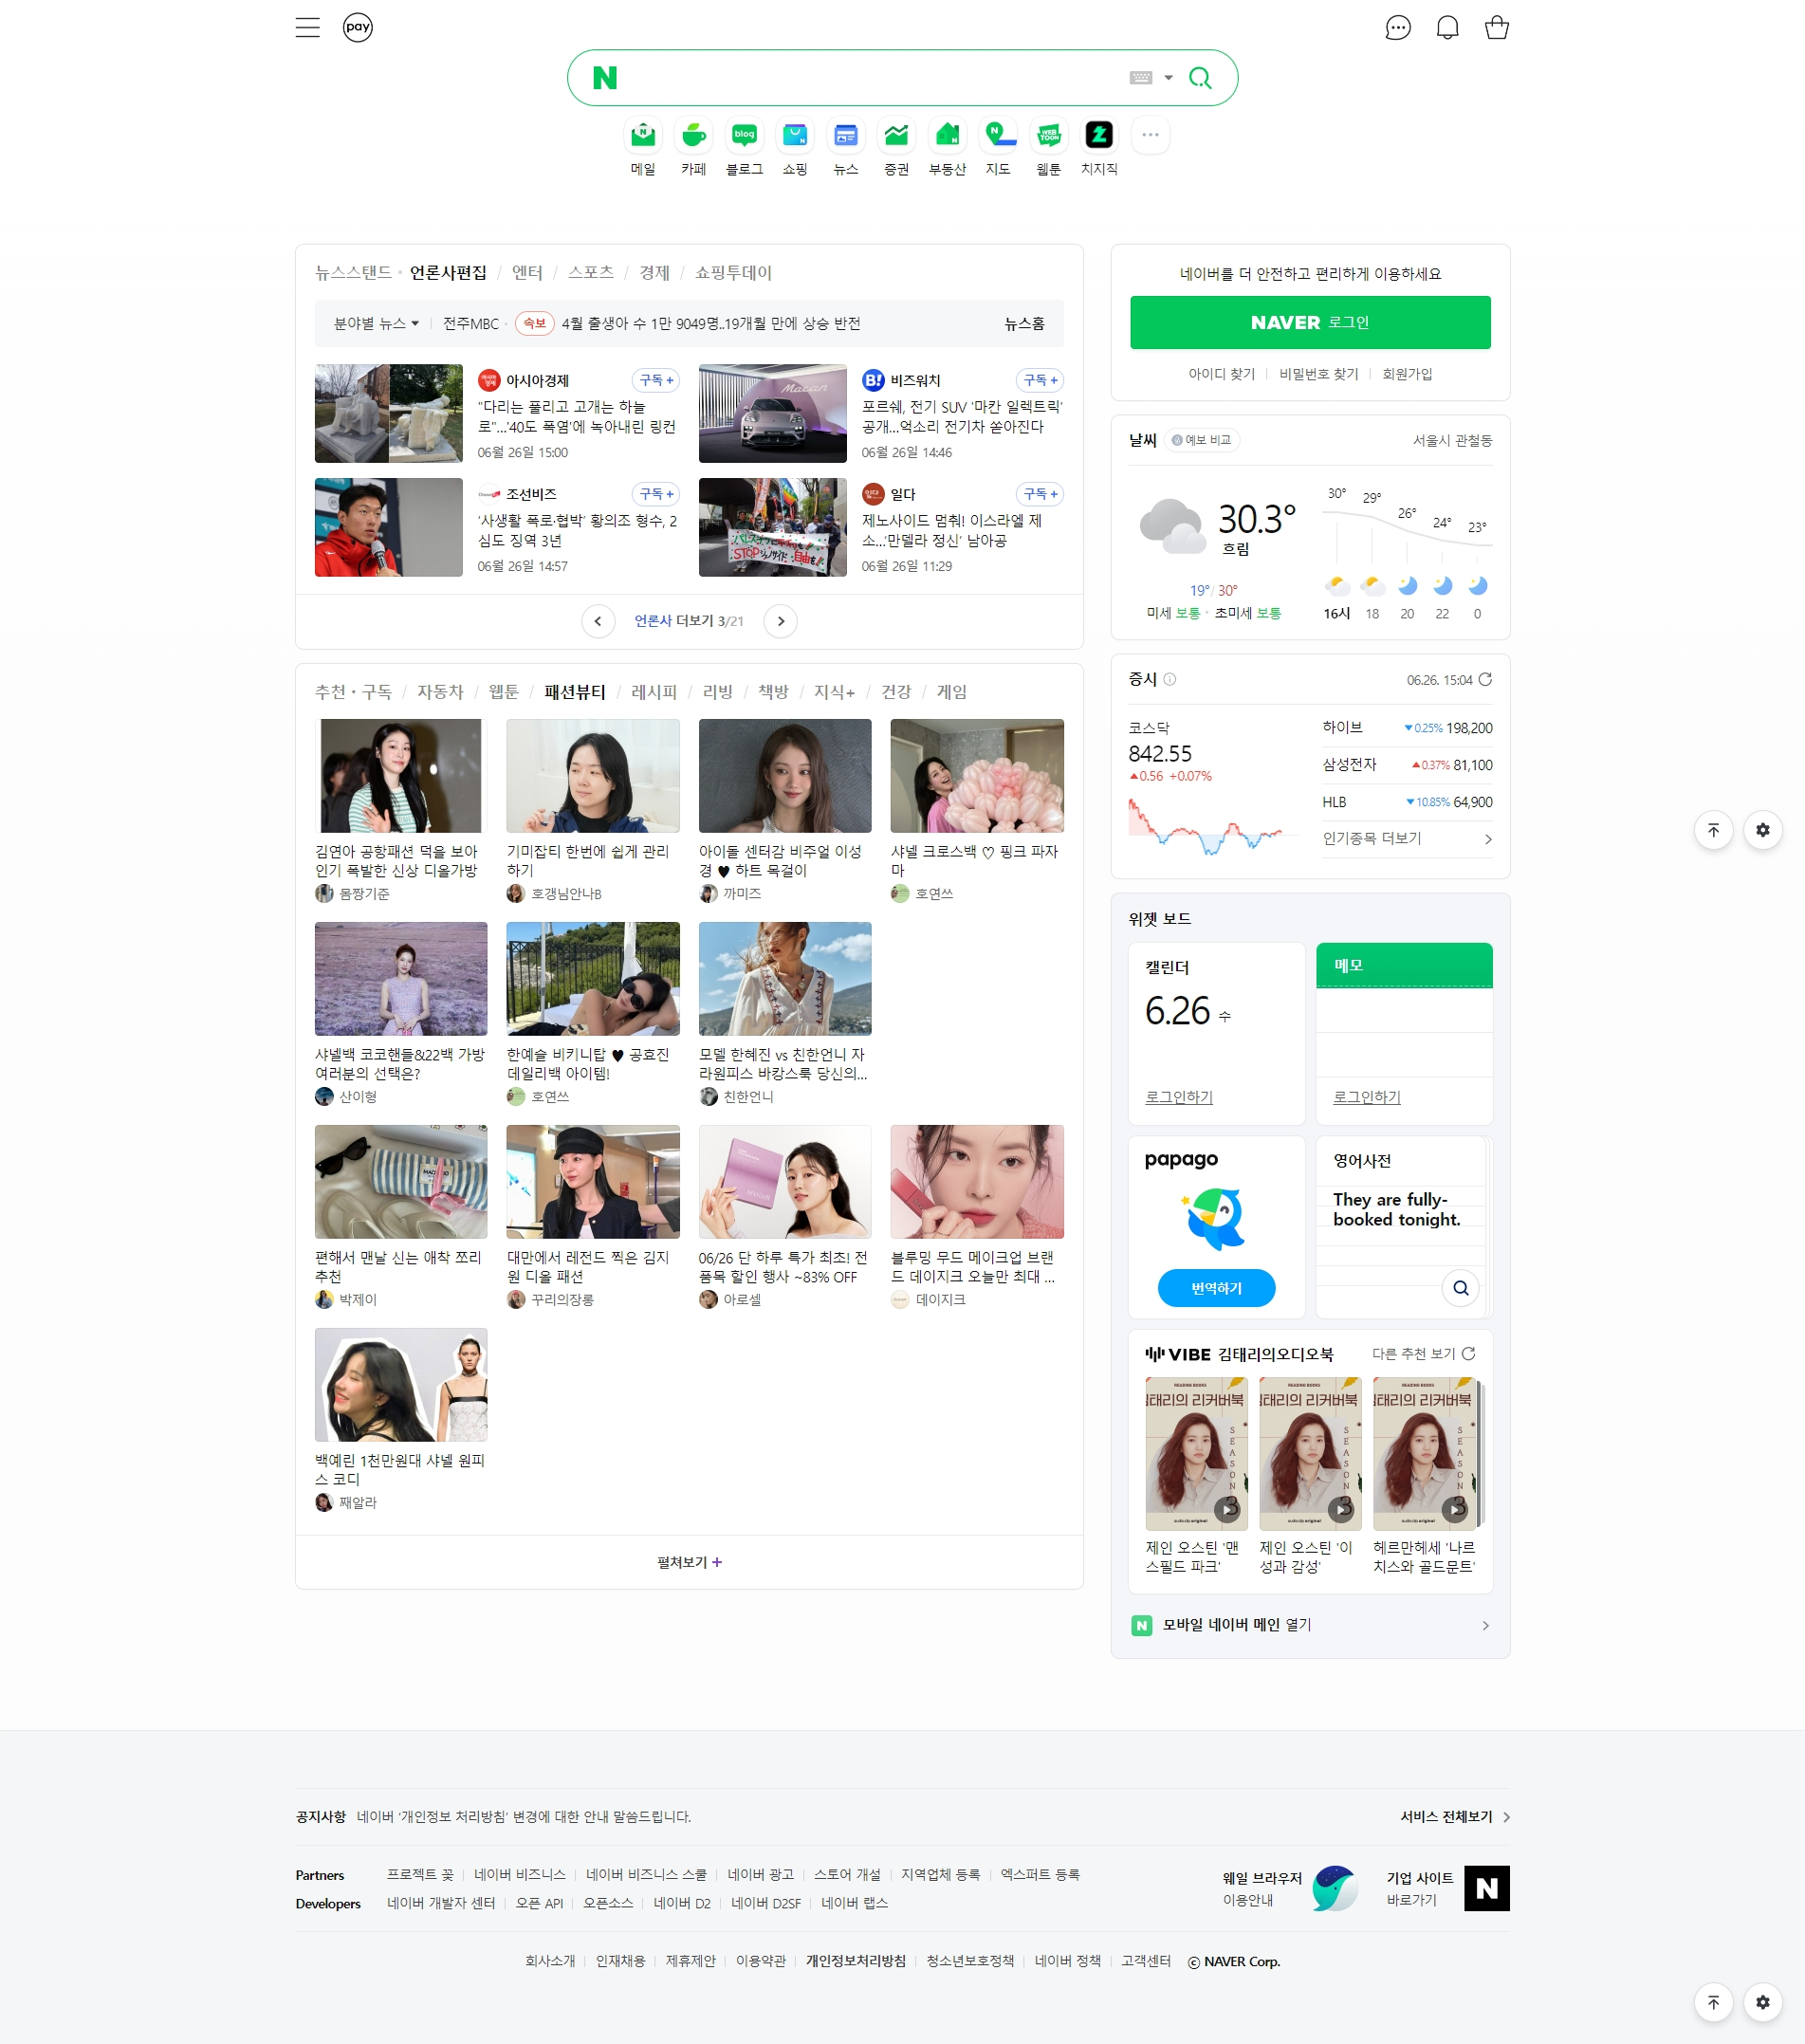 pay
N
메일 카페 블로그 쇼핑 뉴스 증권 부동산 지도 웹툰 치지직
뉴스스탠드 · 언론사편집 / 엔터 / 스포츠 / 경제 / 쇼핑투데이
분야별 뉴스 전주MBC 속보 4월 출생아 수 1만 9049명..19개월 만에 상승 반전 뉴스홈
아시아경제 구독 +
"다리는 풀리고 고개는 하늘
로"…'40도 폭염'에 녹아내린 링컨
06월 26일 15:00
비즈워치 구독 +
포르쉐, 전기 SUV '마칸 일렉트릭'
공개…억소리 전기차 쏟아진다
06월 26일 14:46
조선비즈 구독 +
'사생활 폭로·협박' 황의조 형수, 2
심도 징역 3년
06월 26일 14:57
일다 구독 +
제노사이드 멈춰! 이스라엘 제
소…'만델라 정신' 남아공
06월 26일 11:29
언론사 더보기 3/21
추천·구독 / 자동차 / 웹툰 / 패션뷰티 / 레시피 / 리빙 / 책방 / 지식+ / 건강 / 게임
김연아 공항패션 덕을 보아
인기 폭발한 신상 디올가방
몸짱기준
기미잡티 한번에 쉽게 관리
하기
호갱님안나B
아이돌 센터감 비주얼 이성
경 ♥ 하트 목걸이
까미즈
샤넬 크로스백 ♡ 핑크 파자
마
호연쓰
샤넬백 코코핸들&22백 가방
여러분의 선택은?
산이형
한예슬 비키니탑 ♥ 공효진
데일리백 아이템!
호연쓰
모델 한혜진 vs 친한언니 자
라원피스 바캉스룩 당신의...
친한언니
편해서 맨날 신는 애착 쪼리
추천
박제이
대만에서 레전드 찍은 김지
원 디올 패션
꾸리의장롱
06/26 단 하루 특가 최초! 전
품목 할인 행사 ~83% OFF
아로셀
블루밍 무드 메이크업 브랜
드 데이지크 오늘만 최대 ...
데이지크
백예린 1천만원대 샤넬 원피
스 코디
째알라
펼쳐보기 +
네이버를 더 안전하고 편리하게 이용하세요
NAVER 로그인
아이디 찾기 비밀번호 찾기 회원가입
날씨 예보 비교 서울시 관철동
30.3°
흐림
19° / 30°
미세 보통 · 초미세 보통
30° 29° 26° 24° 23°
16시 18 20 22 0
증시 06.26. 15:04
코스닥
842.55
▲0.56 +0.07%
하이브 ▼0.25% 198,200
삼성전자 ▲0.37% 81,100
HLB ▼10.85% 64,900
인기종목 더보기
위젯 보드
캘린더
6.26 수
로그인하기
메모
로그인하기
papago
번역하기
영어사전
They are fully-
booked tonight.
VIBE 김태리의오디오북 다른 추천 보기
제인 오스틴 '맨
스필드 파크'
제인 오스틴 '이
성과 감성'
헤르만헤세 '나르
치스와 골드문트'
모바일 네이버 메인 열기
공지사항 네이버 '개인정보 처리방침' 변경에 대한 안내 말씀드립니다. 서비스 전체보기
Partners 프로젝트 꽃 네이버 비즈니스 네이버 비즈니스 스쿨 네이버 광고 스토어 개설 지역업체 등록 엑스퍼트 등록
Developers 네이버 개발자 센터 오픈 API 오픈소스 네이버 D2 네이버 D2SF 네이버 랩스
웨일 브라우저
이용안내
기업 사이트
바로가기
회사소개 인재채용 제휴제안 이용약관 개인정보처리방침 청소년보호정책 네이버 정책 고객센터 ⓒ NAVER Corp.